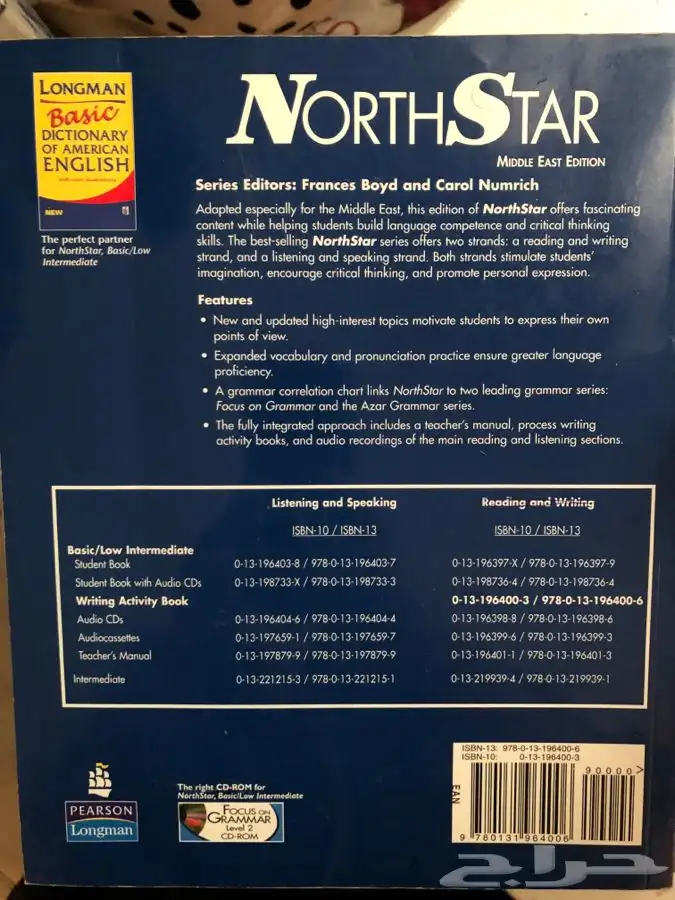 LONGMAN
Basic
DICTIONARY
OF AMERICAN
ENGLISH
NEW
The perfect partner
for NorthStar, Basic/Low
Intermediate
NORTHSTAR
MIDDLE EAST EDITION
Series Editors: Frances Boyd and Carol Numrich
Adapted especially for the Middle East, this edition of NorthStar offers fascinating
content while helping students build language competence and critical thinking
skills. The best-selling NorthStar series offers two strands: a reading and writing
strand, and a listening and speaking strand. Both strands stimulate students'
imagination, encourage critical thinking, and promote personal expression.
Features
• New and updated high-interest topics motivate students to express their own
points of view.
• Expanded vocabulary and pronunciation practice ensure greater language
proficiency.
• A grammar correlation chart links NorthStar to two leading grammar series:
Focus on Grammar and the Azar Grammar series.
• The fully integrated approach includes a teacher's manual, process writing
activity books, and audio recordings of the main reading and listening sections.
Listening and Speaking Reading and Writing
ISBN-10 / ISBN-13 ISBN-10 / ISBN-13
Basic/Low Intermediate
Student Book 0-13-196403-8 / 978-0-13-196403-7 0-13-196397-X / 978-0-13-196397-9
Student Book with Audio CDs 0-13-198733-X / 978-0-13-198733-3 0-13-198736-4 / 978-0-13-198736-4
Writing Activity Book 0-13-196400-3 / 978-0-13-196400-6
Audio CDs 0-13-196404-6 / 978-0-13-196404-4 0-13-196398-8 / 978-0-13-196398-6
Audiocassettes 0-13-197659-1 / 978-0-13-197659-7 0-13-196399-6 / 978-0-13-196399-3
Teacher's Manual 0-13-197879-9 / 978-0-13-197879-9 0-13-196401-1 / 978-0-13-196401-3
Intermediate 0-13-221215-3 / 978-0-13-221215-1 0-13-219939-4 / 978-0-13-219939-1
PEARSON
Longman
The right CD-ROM for
NorthStar, Basic/Low Intermediate
FOCUS ON
GRAMMAR
Level 2
CD-ROM
ISBN-13: 978-0-13-196400-6
ISBN-10: 0-13-196400-3
90000>
EAN
9 780131 964006
حراج